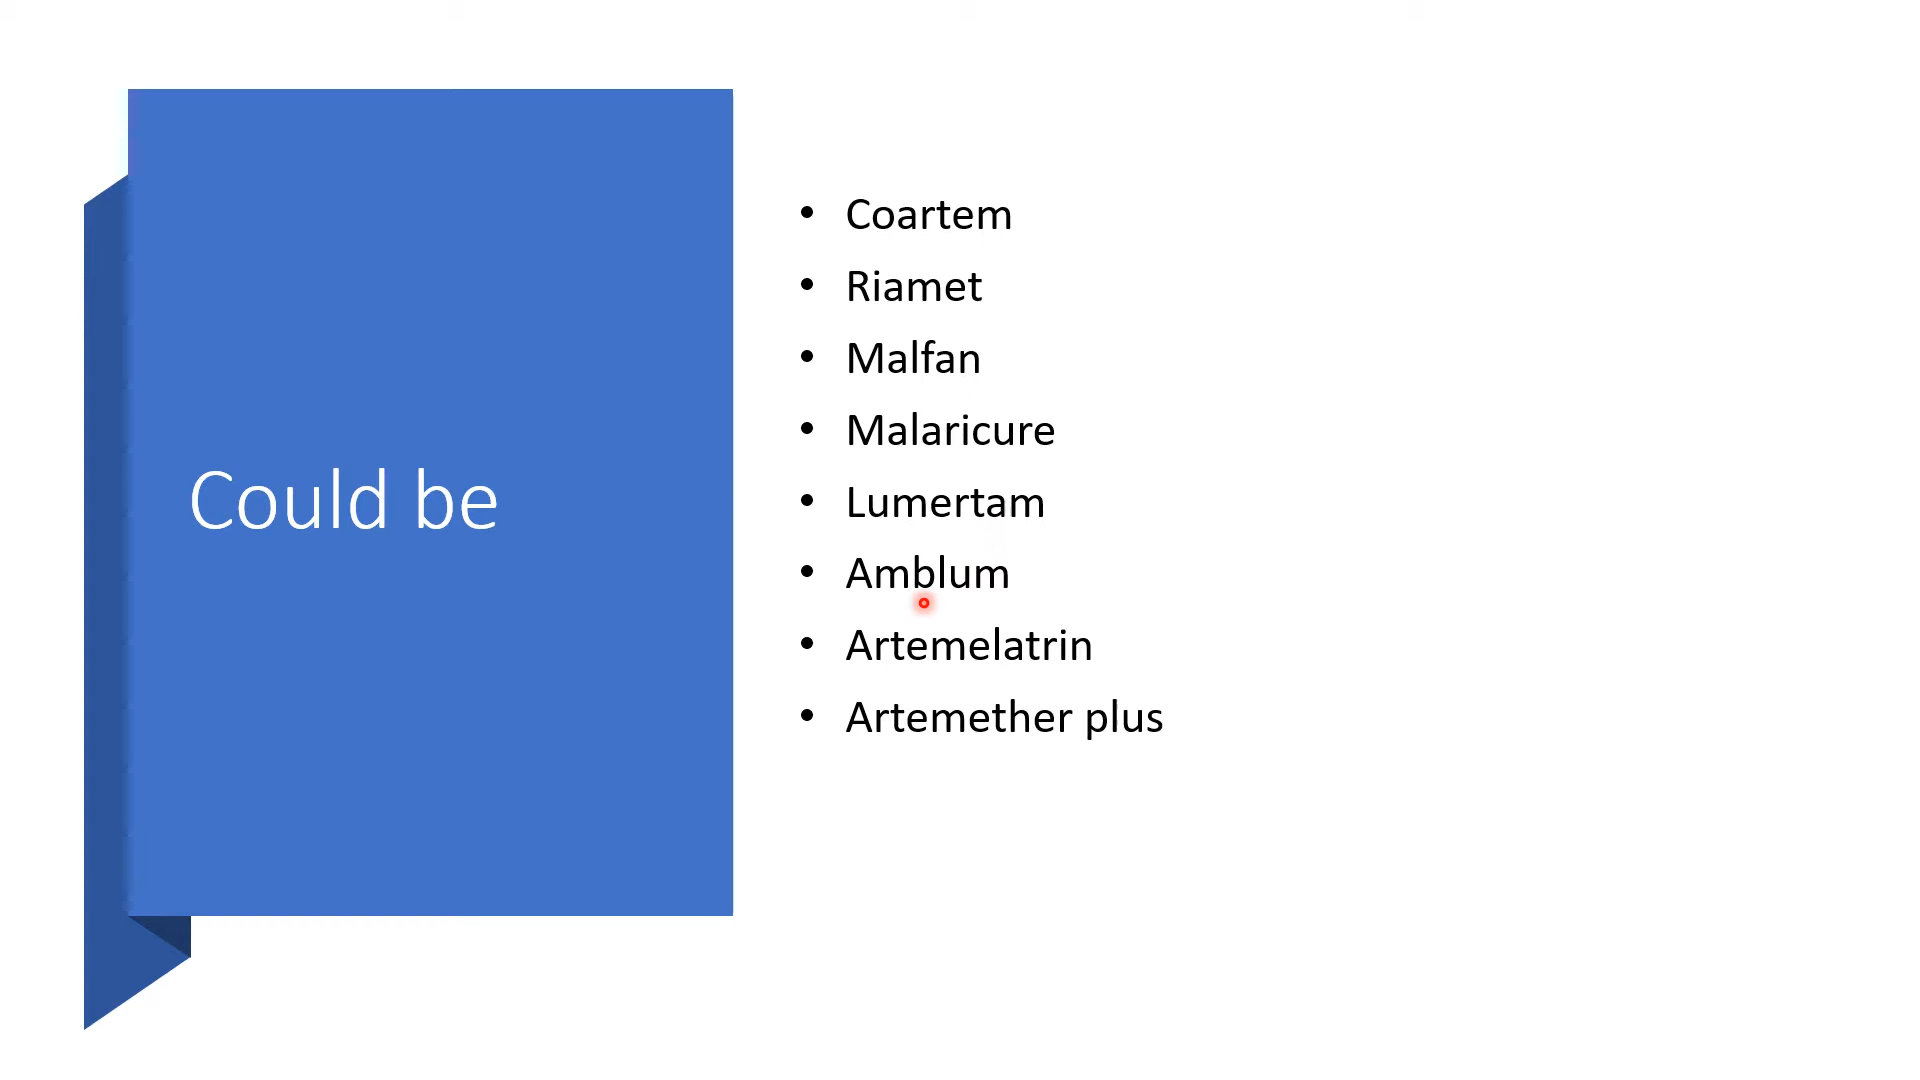 Could be
• Coartem
• Riamet
• Malfan
• Malaricure
• Lumertam
• Amblum
• Artemelatrin
• Artemether plus